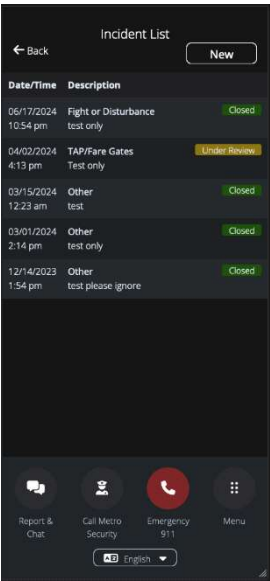 Incident List
← Back
New
Date/Time Description
06/17/2024 Fight or Disturbance Closed
10:54 pm test only
04/02/2024 TAP/Fare Gates Under Review
4:13 pm Test only
03/15/2024 Other Closed
12:23 am test
03/01/2024 Other Closed
2:14 pm test only
12/14/2023 Other Closed
1:54 pm test please ignore
Report & Call Metro Emergency Menu
Chat Security 911
English